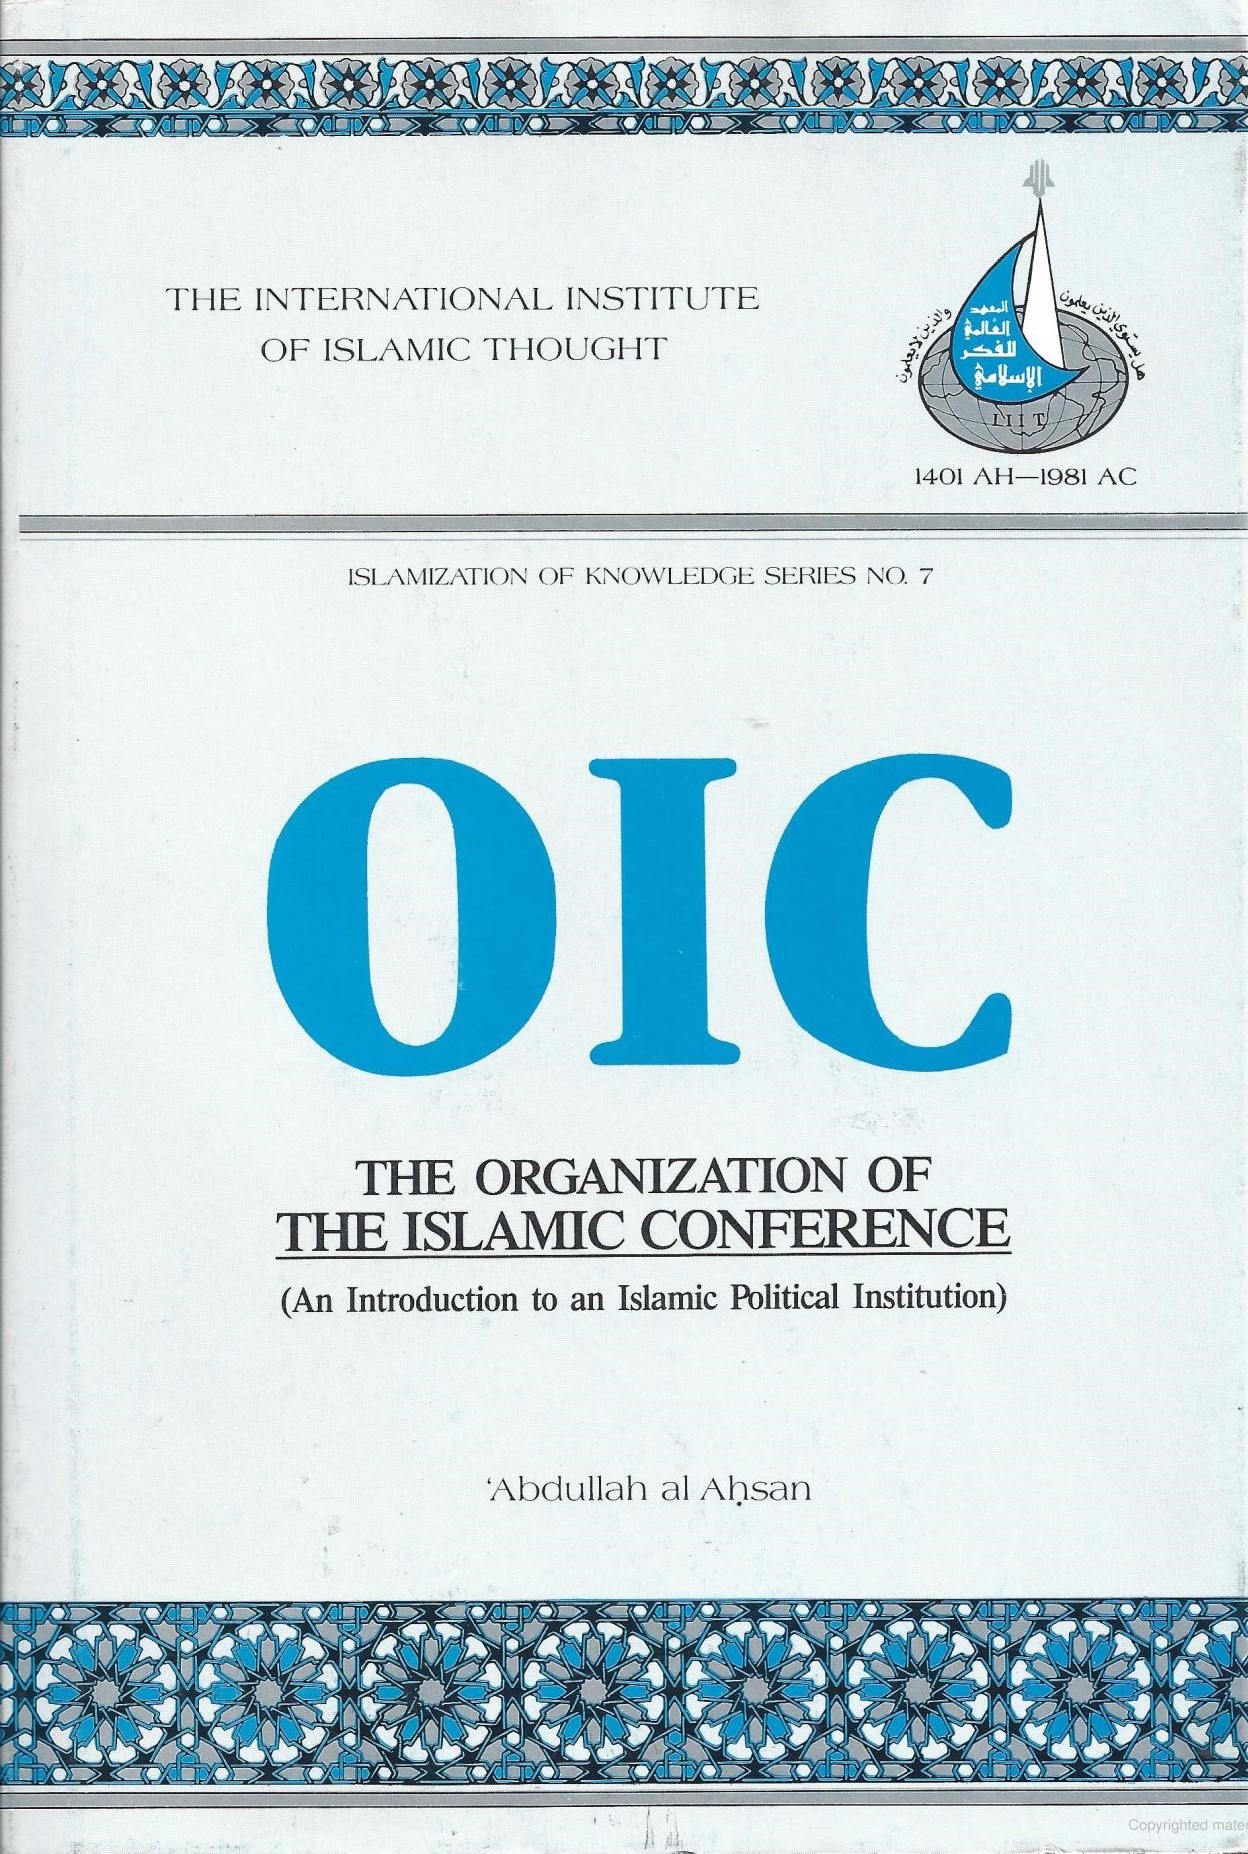 THE INTERNATIONAL INSTITUTE
OF ISLAMIC THOUGHT
هل يستوي الذين يعلمون
والذين لا يعلمون
المعهد
العالمي
للفكر
الإسلامي
I I I T
1401 AH—1981 AC
ISLAMIZATION OF KNOWLEDGE SERIES NO. 7
OIC
THE ORGANIZATION OF
THE ISLAMIC CONFERENCE
(An Introduction to an Islamic Political Institution)
‘Abdullah al Aḥsan
Copyrighted mater